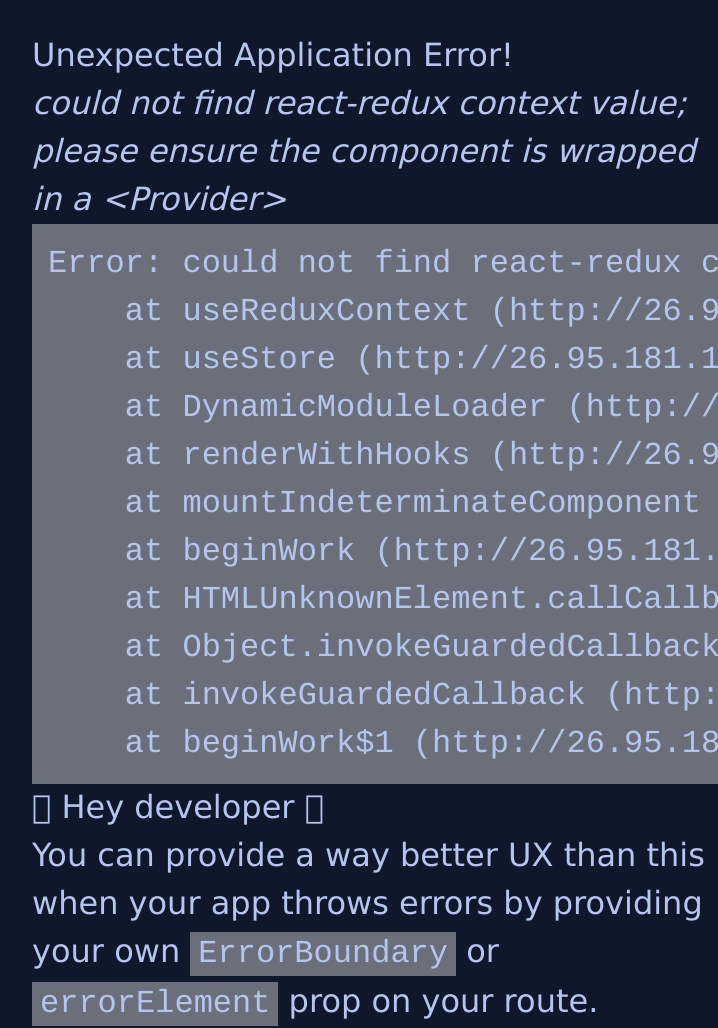 Unexpected Application Error!
could not find react-redux context value;
please ensure the component is wrapped
in a <Provider>
Error: could not find react-redux c
at useReduxContext (http://26.9
at useStore (http://26.95.181.1
at DynamicModuleLoader (http://
at renderWithHooks (http://26.9
at mountIndeterminateComponent
at beginWork (http://26.95.181.
at HTMLUnknownElement.callCallb
at Object.invokeGuardedCallback
at invokeGuardedCallback (http:
at beginWork$1 (http://26.95.18
Hey developer
You can provide a way better UX than this
when your app throws errors by providing
your own ErrorBoundary or
errorElement prop on your route.